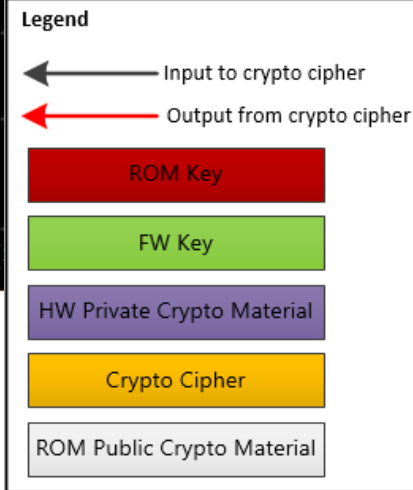 Legend
Input to crypto cipher
Output from crypto cipher
ROM Key
FW Key
HW Private Crypto Material
Crypto Cipher
ROM Public Crypto Material